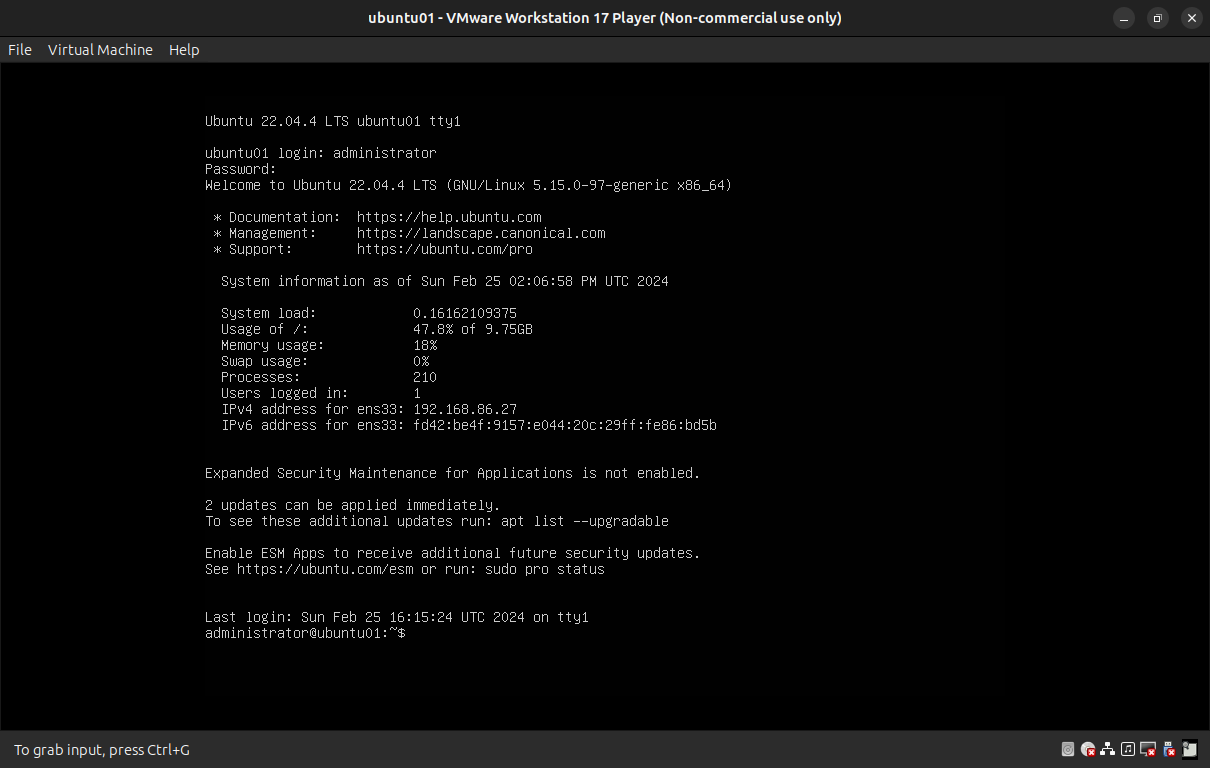 ubuntu01 - VMware Workstation 17 Player (Non-commercial use only)
File Virtual Machine Help
Ubuntu 22.04.4 LTS ubuntu01 tty1
ubuntu01 login: administrator
Password:
Welcome to Ubuntu 22.04.4 LTS (GNU/Linux 5.15.0-97-generic x86_64)
* Documentation: https://help.ubuntu.com
* Management: https://landscape.canonical.com
* Support: https://ubuntu.com/pro
System information as of Sun Feb 25 02:06:58 PM UTC 2024
System load: 0.16162109375
Usage of /: 47.8% of 9.75GB
Memory usage: 18%
Swap usage: 0%
Processes: 210
Users logged in: 1
IPv4 address for ens33: 192.168.86.27
IPv6 address for ens33: fd42:be4f:9157:e044:20c:29ff:fe86:bd5b
Expanded Security Maintenance for Applications is not enabled.
2 updates can be applied immediately.
To see these additional updates run: apt list --upgradable
Enable ESM Apps to receive additional future security updates.
See https://ubuntu.com/esm or run: sudo pro status
Last login: Sun Feb 25 16:15:24 UTC 2024 on tty1
administrator@ubuntu01:~$
To grab input, press Ctrl+G